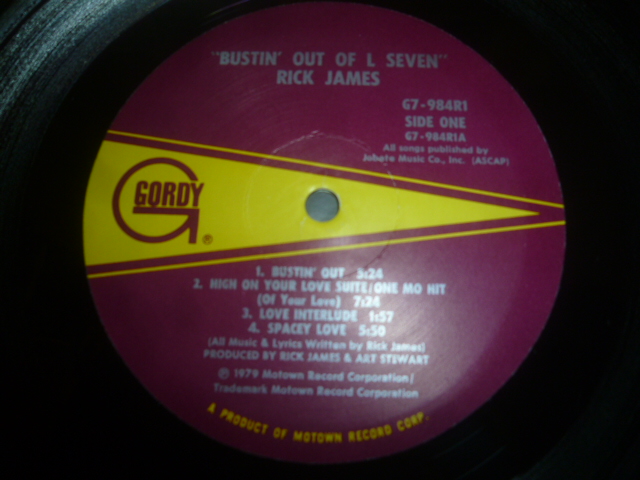 "BUSTIN' OUT OF L SEVEN"
RICK JAMES
G7-984R1
SIDE ONE
G7-984R1A
All songs published by
Jobete Music Co., Inc. (ASCAP)
GORDY
®
1. BUSTIN' OUT 5:24
2. HIGH ON YOUR LOVE SUITE/ONE MO HIT
(Of Your Love) 7:24
3. LOVE INTERLUDE 1:57
4. SPACEY LOVE 5:50
(All Music & Lyrics Written by Rick James)
PRODUCED BY RICK JAMES & ART STEWART
℗ 1979 Motown Record Corporation/
Trademark Motown Record Corporation
A PRODUCT OF MOTOWN RECORD CORP.